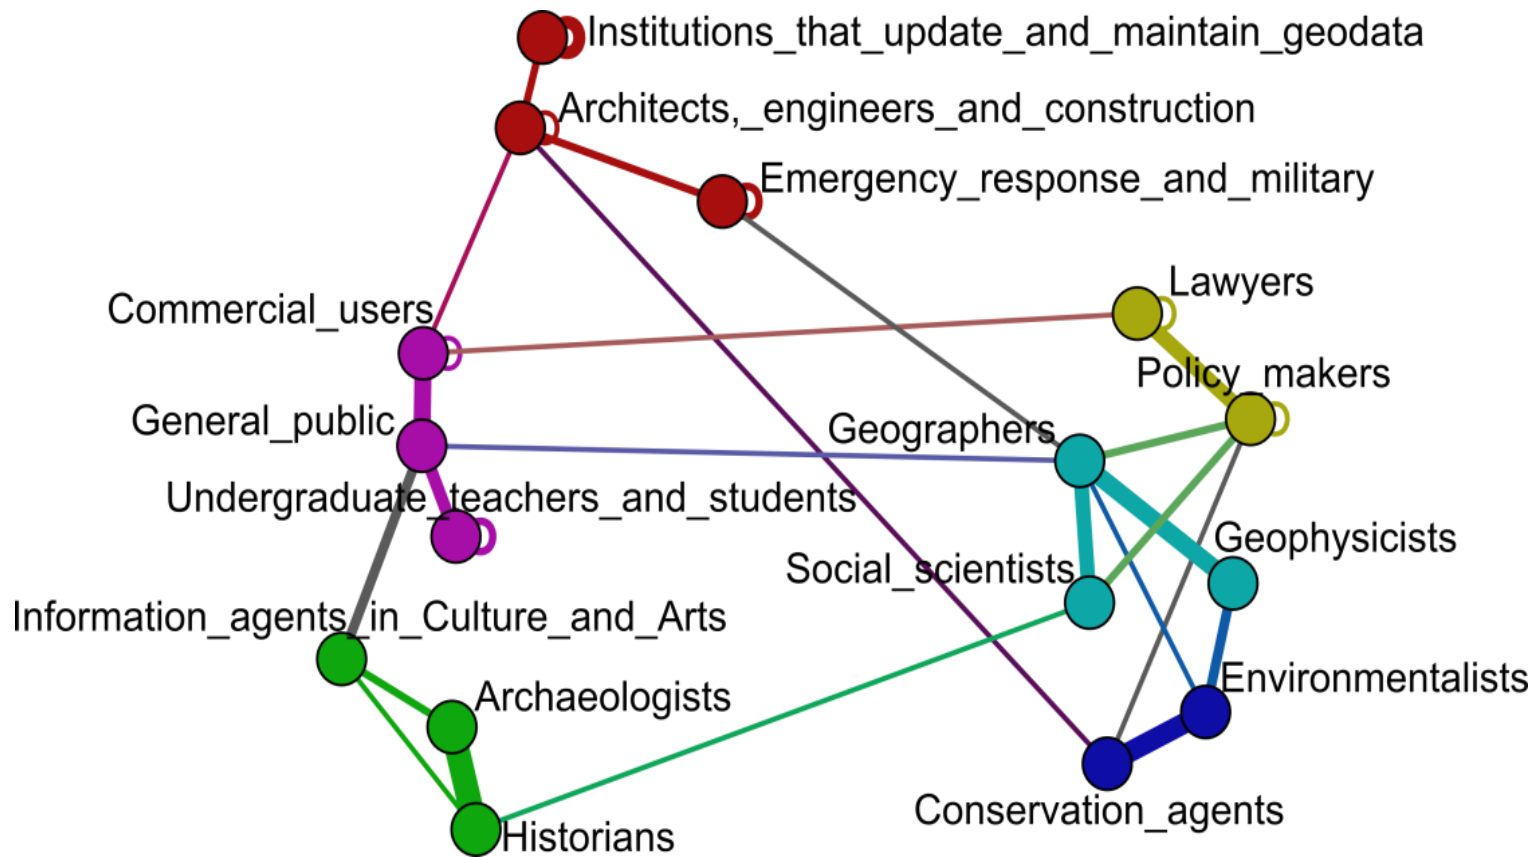 Institutions_that_update_and_maintain_geodata
Architects,_engineers_and_construction
Emergency_response_and_military
Lawyers
Commercial_users
Policy_makers
General_public
Geographers
Undergraduate_teachers_and_students
Geophysicists
Social_scientists
Information_agents_in_Culture_and_Arts
Environmentalists
Archaeologists
Conservation_agents
Historians